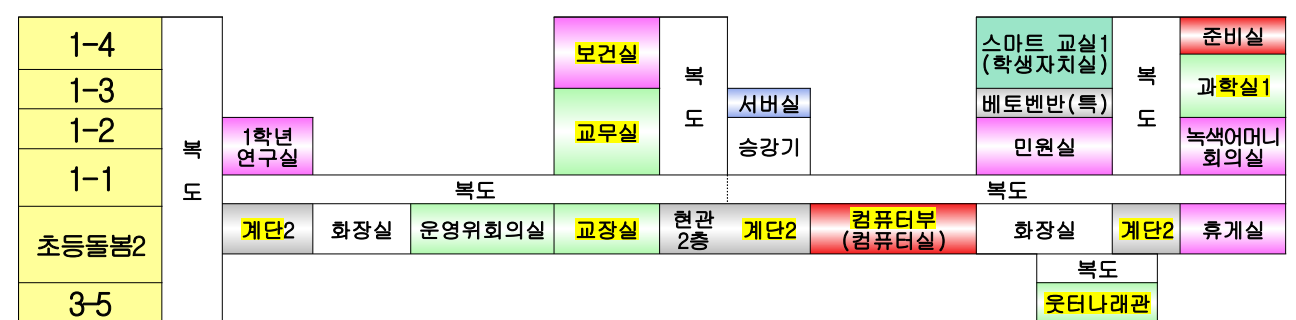 1-4
1-3
1-2
1-1
초등돌봄2
3-5
복
도
1학년
연구실
보건실
교무실
복
도
서버실
승강기
스마트 교실1
(학생자치실)
베토벤반(특)
민원실
복
도
준비실
과학실1
녹색어머니
회의실
복도
복도
계단2
화장실
운영위회의실
교장실
현관
2층
계단2
컴퓨터부
(컴퓨터실)
화장실
계단2
휴게실
복도
웃터나래관